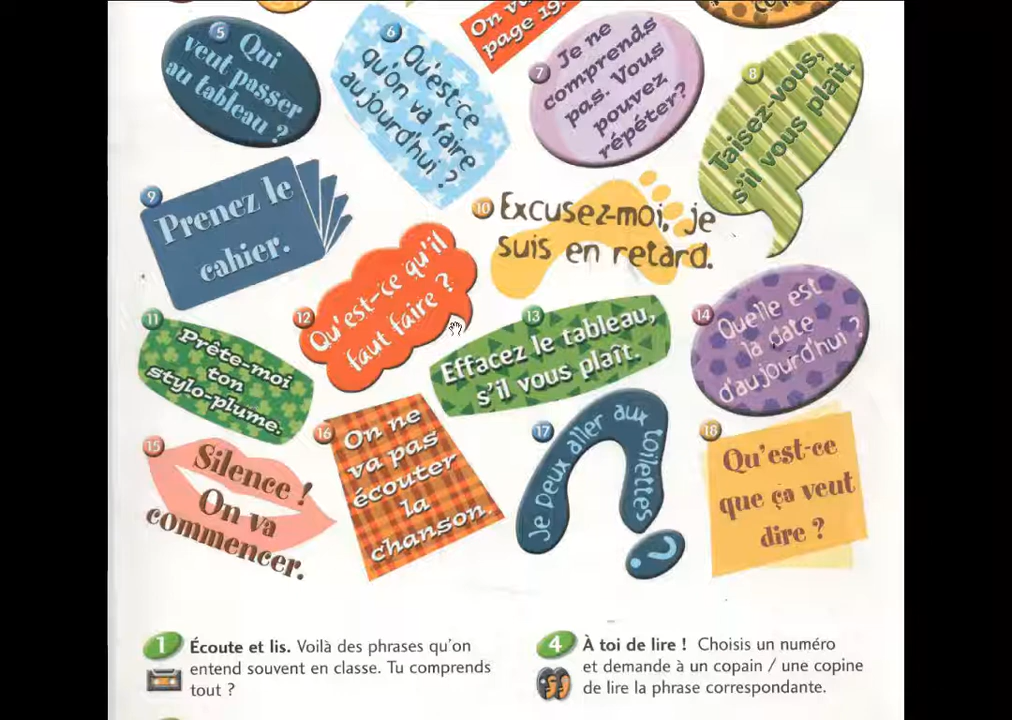 On va
page 19.
5
Qui
veut passer
au tableau ?
6
Qu'est-ce
qu'on va faire
aujourd'hui ?
7
Je ne
comprends
pas. Vous
pouvez
répéter?
8
Taisez-vous,
s'il vous plaît.
9
Prenez le
cahier.
10
Excusez-moi, je
suis en retard.
11
Prête-moi
ton
stylo-plume.
12
Qu'est-ce qu'il
faut faire ?
13
Effacez le tableau,
s'il vous plaît.
14
Quelle est
la date
d'aujourd'hui ?
15
Silence !
On va
commencer.
16
On ne
va pas
écouter
la
chanson.
17
Je peux aller aux toilettes
?
18
Qu'est-ce
que ça veut
dire ?
1 Écoute et lis. Voilà des phrases qu'on
entend souvent en classe. Tu comprends
tout ?
4 À toi de lire ! Choisis un numéro
et demande à un copain / une copine
de lire la phrase correspondante.